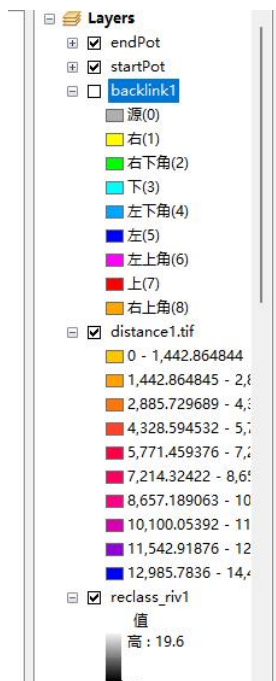 Layers
endPot
startPot
backlink1
源(0)
右(1)
右下角(2)
下(3)
左下角(4)
左(5)
左上角(6)
上(7)
右上角(8)
distance1.tif
0 - 1,442.864844
1,442.864845 - 2,8
2,885.729689 - 4,3
4,328.594532 - 5,7
5,771.459376 - 7,2
7,214.32422 - 8,65
8,657.189063 - 10
10,100.05392 - 11
11,542.91876 - 12
12,985.7836 - 14,4
reclass_riv1
值
高 : 19.6